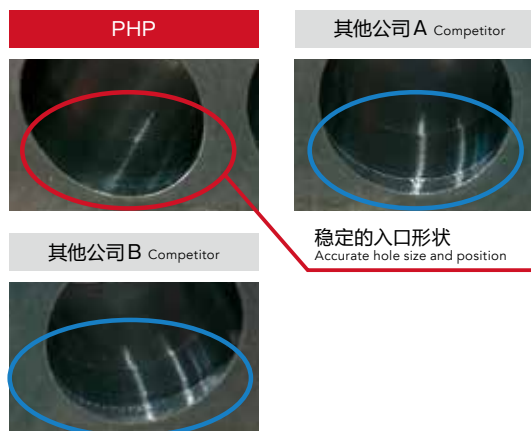 PHP
其他公司A Competitor
稳定的入口形状
Accurate hole size and position
其他公司B Competitor